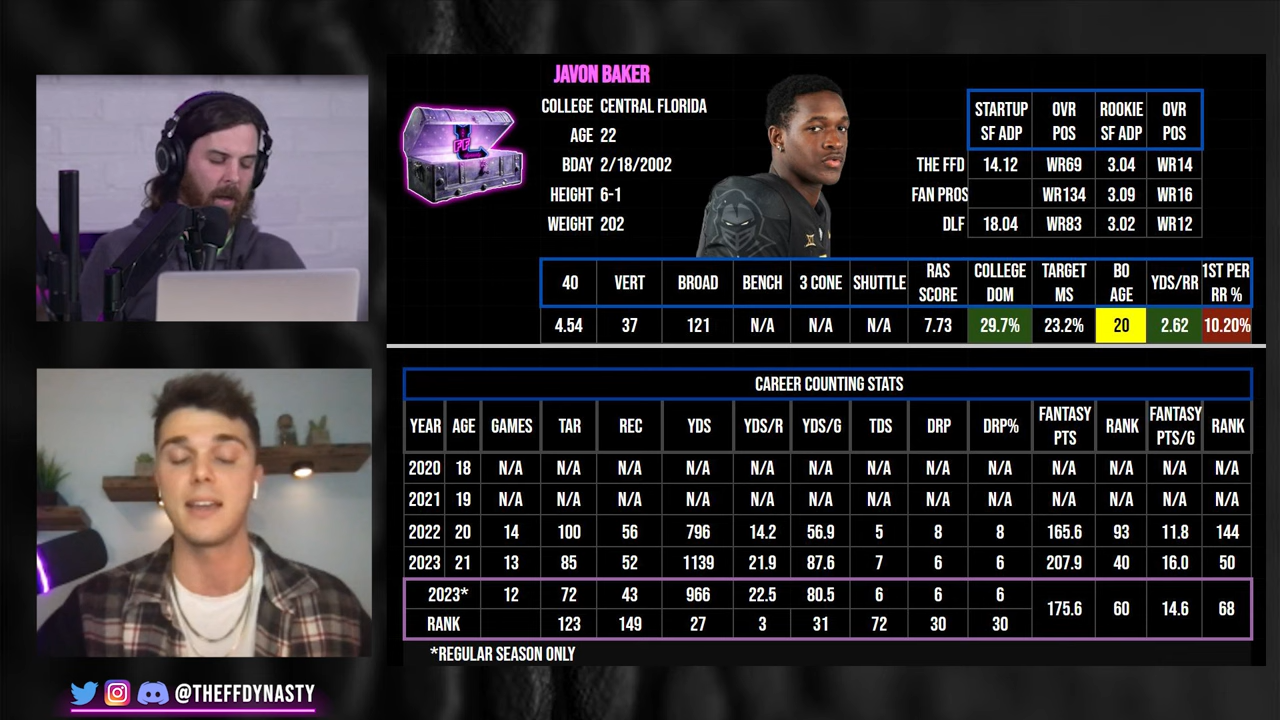 JAVON BAKER
COLLEGE CENTRAL FLORIDA
AGE 22
BDAY 2/18/2002
HEIGHT 6-1
WEIGHT 202
STARTUP SF ADP OVR POS ROOKIE SF ADP OVR POS
THE FFD 14.12 WR69 3.04 WR14
FAN PROS WR134 3.09 WR16
DLF 18.04 WR83 3.02 WR12
40 VERT BROAD BENCH 3 CONE SHUTTLE RAS SCORE COLLEGE DOM TARGET MS BO AGE YDS/RR 1ST PER RR %
4.54 37 121 N/A N/A N/A 7.73 29.7% 23.2% 20 2.62 10.20%
CAREER COUNTING STATS
YEAR AGE GAMES TAR REC YDS YDS/R YDS/G TDS DRP DRP% FANTASY PTS RANK FANTASY PTS/G RANK
2020 18 N/A N/A N/A N/A N/A N/A N/A N/A N/A N/A N/A N/A N/A
2021 19 N/A N/A N/A N/A N/A N/A N/A N/A N/A N/A N/A N/A N/A
2022 20 14 100 56 796 14.2 56.9 5 8 8 165.6 93 11.8 144
2023 21 13 85 52 1139 21.9 87.6 7 6 6 207.9 40 16.0 50
2023* 12 72 43 966 22.5 80.5 6 6 6 175.6 60 14.6 68
RANK 123 149 27 3 31 72 30 30
*REGULAR SEASON ONLY
@THEFFDYNASTY